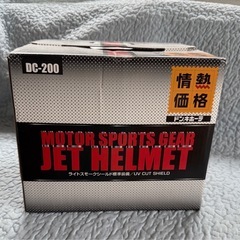 DC-200
情熱
価格
ドン・キホーテ
MOTOR SPORTS GEAR
JET HELMET
ライトスモークシールド標準装備/UV CUT SHIELD